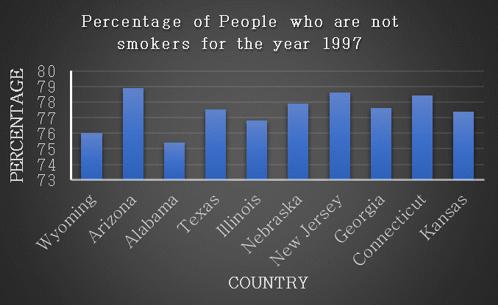 Percentage of People who are not
smokers for the year 1997
PERCENTAGE
80
79
78
77
76
75
74
73
Wyoming
Arizona
Alabama
Texas
Illinois
Nebraska
New Jersey
Georgia
Connecticut
Kansas
COUNTRY